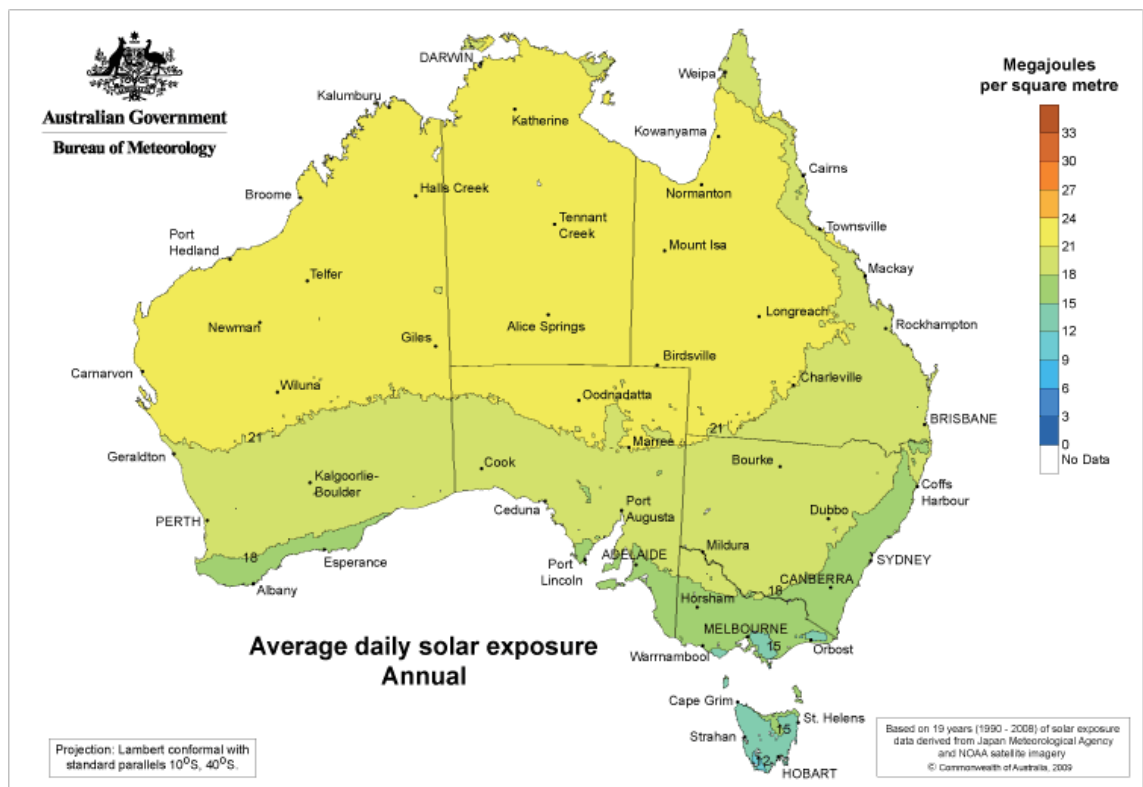 Australian Government
Bureau of Meteorology
Megajoules
per square metre
33
30
27
24
21
18
15
12
9
6
3
0
No Data
DARWIN
Weipa
Kalumburu
Katherine
Kowanyama
Cairns
Broome
Halls Creek
Normanton
Tennant
Creek
Townsville
Port
Hedland
Mount Isa
Telfer
Mackay
Newman
Alice Springs
Longreach
Rockhampton
Giles
Birdsville
Carnarvon
Wiluna
Charleville
Oodnadatta
BRISBANE
21
21
Marree
Geraldton
Cook
Bourke
Kalgoorlie-
Boulder
Coffs
Harbour
Ceduna
Port
Augusta
Dubbo
PERTH
Mildura
18
Esperance
ADELAIDE
SYDNEY
Port
Lincoln
CANBERRA
Albany
18
Horsham
MELBOURNE
15
Orbost
Warrnambool
Average daily solar exposure
Annual
Cape Grim
St. Helens
Strahan
15
12
HOBART
Projection: Lambert conformal with
standard parallels 10°S, 40°S.
Based on 19 years (1990 - 2008) of solar exposure
data derived from Japan Meteorological Agency
and NOAA satellite imagery
© Commonwealth of Australia, 2009